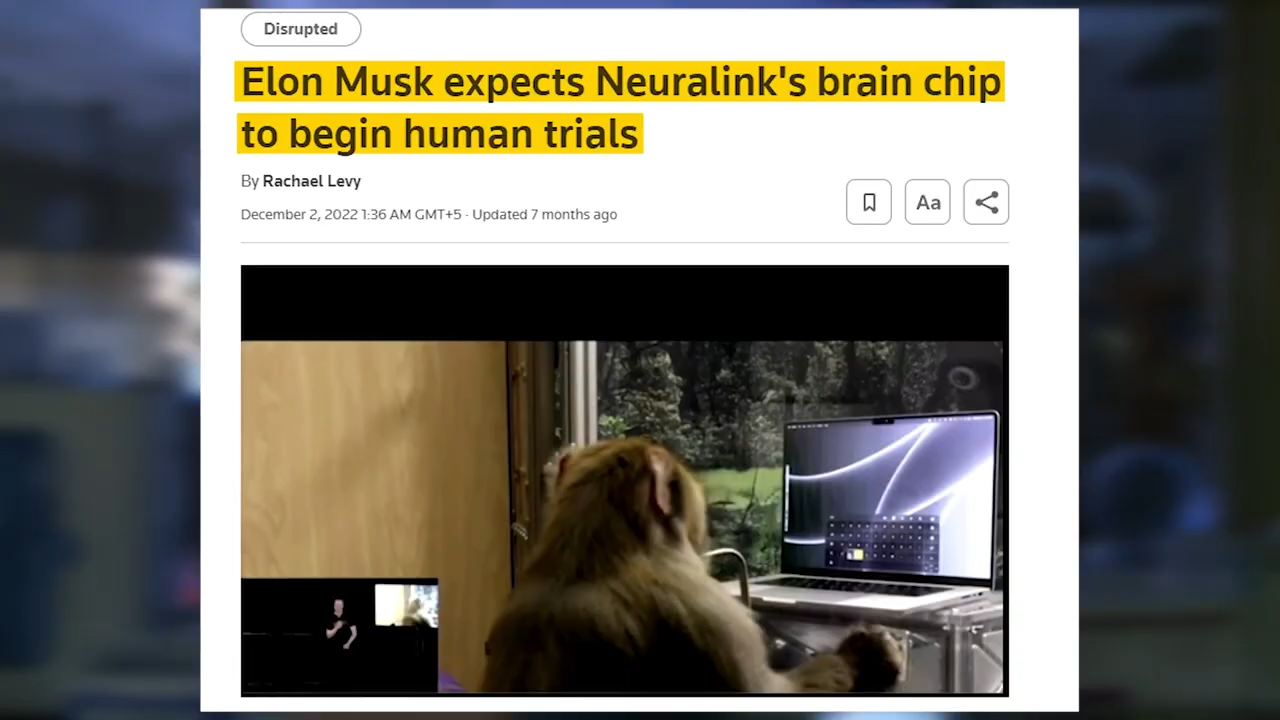 Disrupted
Elon Musk expects Neuralink's brain chip
to begin human trials
By Rachael Levy
December 2, 2022 1:36 AM GMT+5 · Updated 7 months ago
Aa